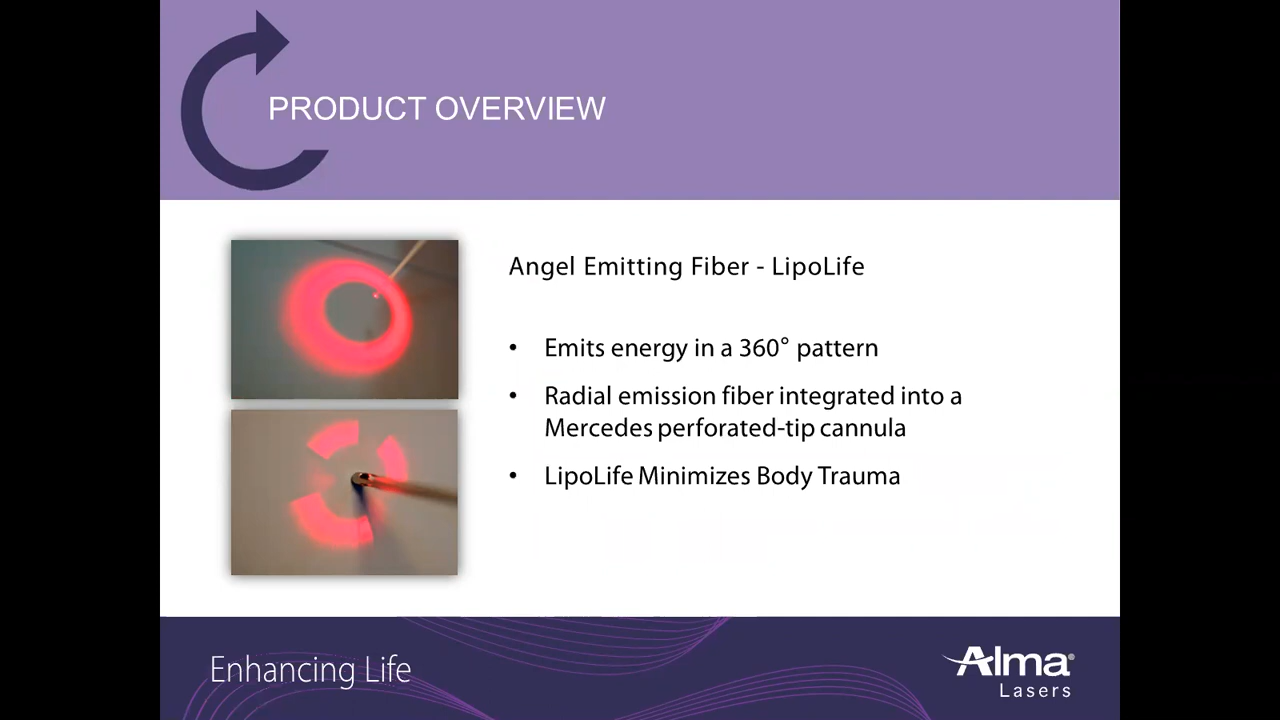 PRODUCT OVERVIEW
Angel Emitting Fiber - LipoLife
• Emits energy in a 360° pattern
• Radial emission fiber integrated into a
Mercedes perforated-tip cannula
• LipoLife Minimizes Body Trauma
Enhancing Life
Alma®
Lasers